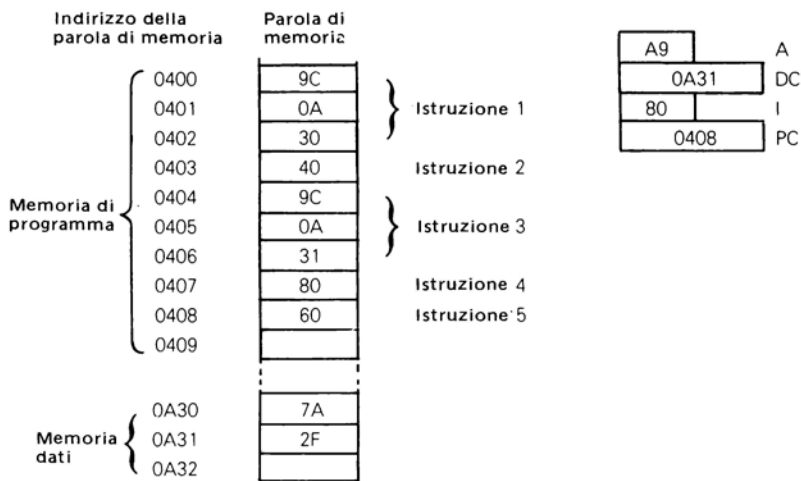 Indirizzo della
parola di memoria
Parola di
memoria
A9 A
0A31 DC
80 I
0408 PC
Memoria di
programma
0400 9C
0401 0A
0402 30
Istruzione 1
0403 40 Istruzione 2
0404 9C
0405 0A
0406 31
Istruzione 3
0407 80 Istruzione 4
0408 60 Istruzione 5
0409
Memoria
dati
0A30 7A
0A31 2F
0A32